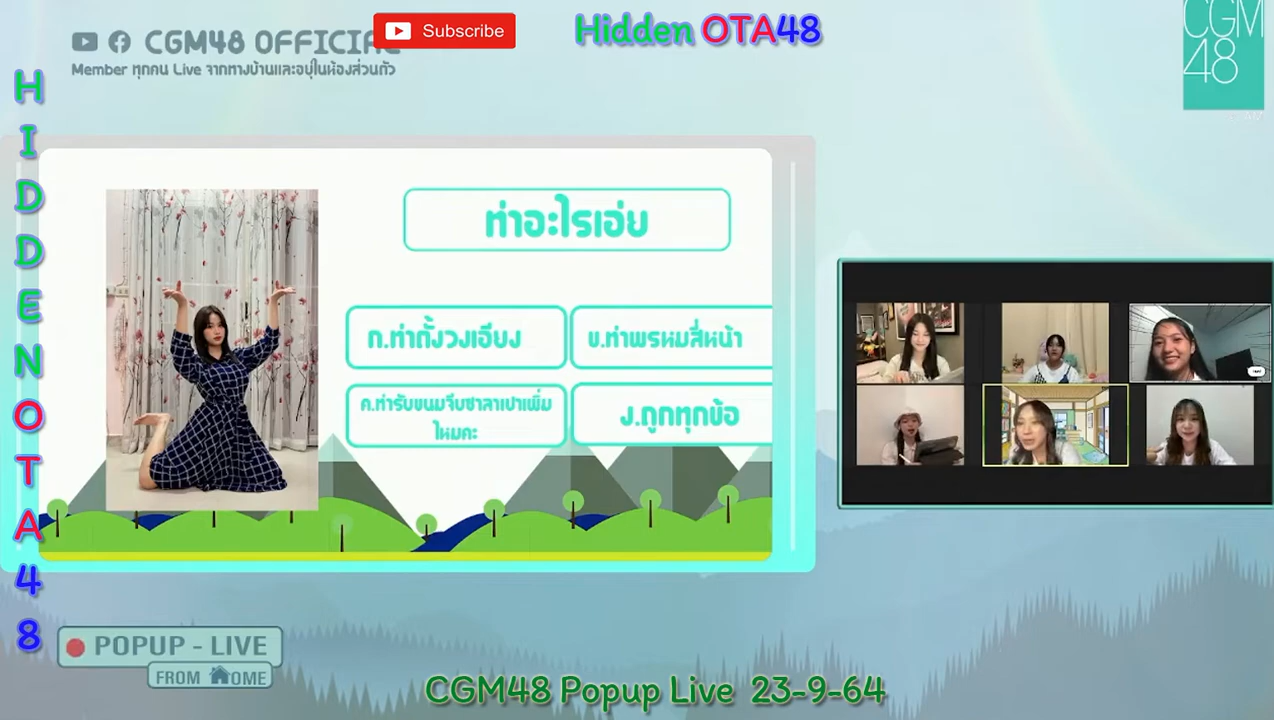 CGM48 OFFICIAL
Member ทุกคน Live จากทางบ้านและอยู่ในห้องส่วนตัว
Subscribe
Hidden OTA48
CGM
48
HIDDENOTA48
ท่าอะไรเอ่ย
ก.ท่าตั้งวงเอียง
ข.ท่าพรหมสี่หน้า
ค.ท่ารับขนมจีบซาลาเปาเพิ่ม
ไหมคะ
J.ถูกทุกข้อ
POPUP - LIVE
FROM HOME
CGM48 Popup Live 23-9-64